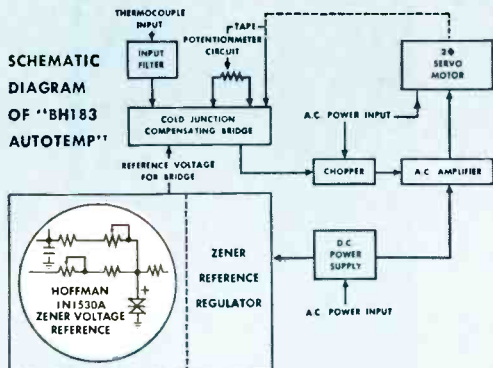 SCHEMATIC
DIAGRAM
OF "BH183
AUTOTEMP"
THERMOCOUPLE
INPUT
INPUT
FILTER
TAPE
POTENTIOMETER
CIRCUIT
2Φ
SERVO
MOTOR
COLD JUNCTION
COMPENSATING BRIDGE
A.C. POWER INPUT
REFERENCE VOLTAGE
FOR BRIDGE
CHOPPER
A.C. AMPLIFIER
ZENER
REFERENCE
REGULATOR
D.C.
POWER
SUPPLY
A.C. POWER INPUT
+
HOFFMAN
1N1530A
ZENER VOLTAGE
REFERENCE